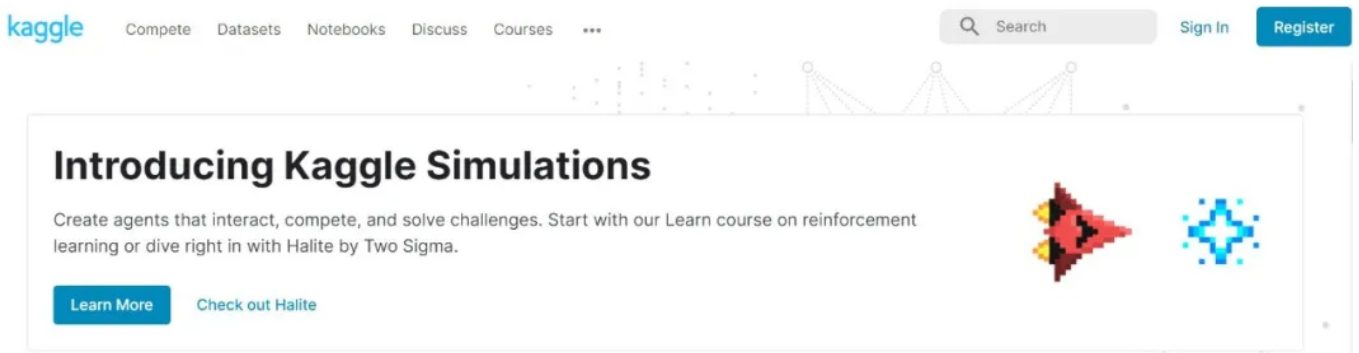 kaggle Compete Datasets Notebooks Discuss Courses ••• Search Sign In Register
Introducing Kaggle Simulations
Create agents that interact, compete, and solve challenges. Start with our Learn course on reinforcement
learning or dive right in with Halite by Two Sigma.
Learn More Check out Halite